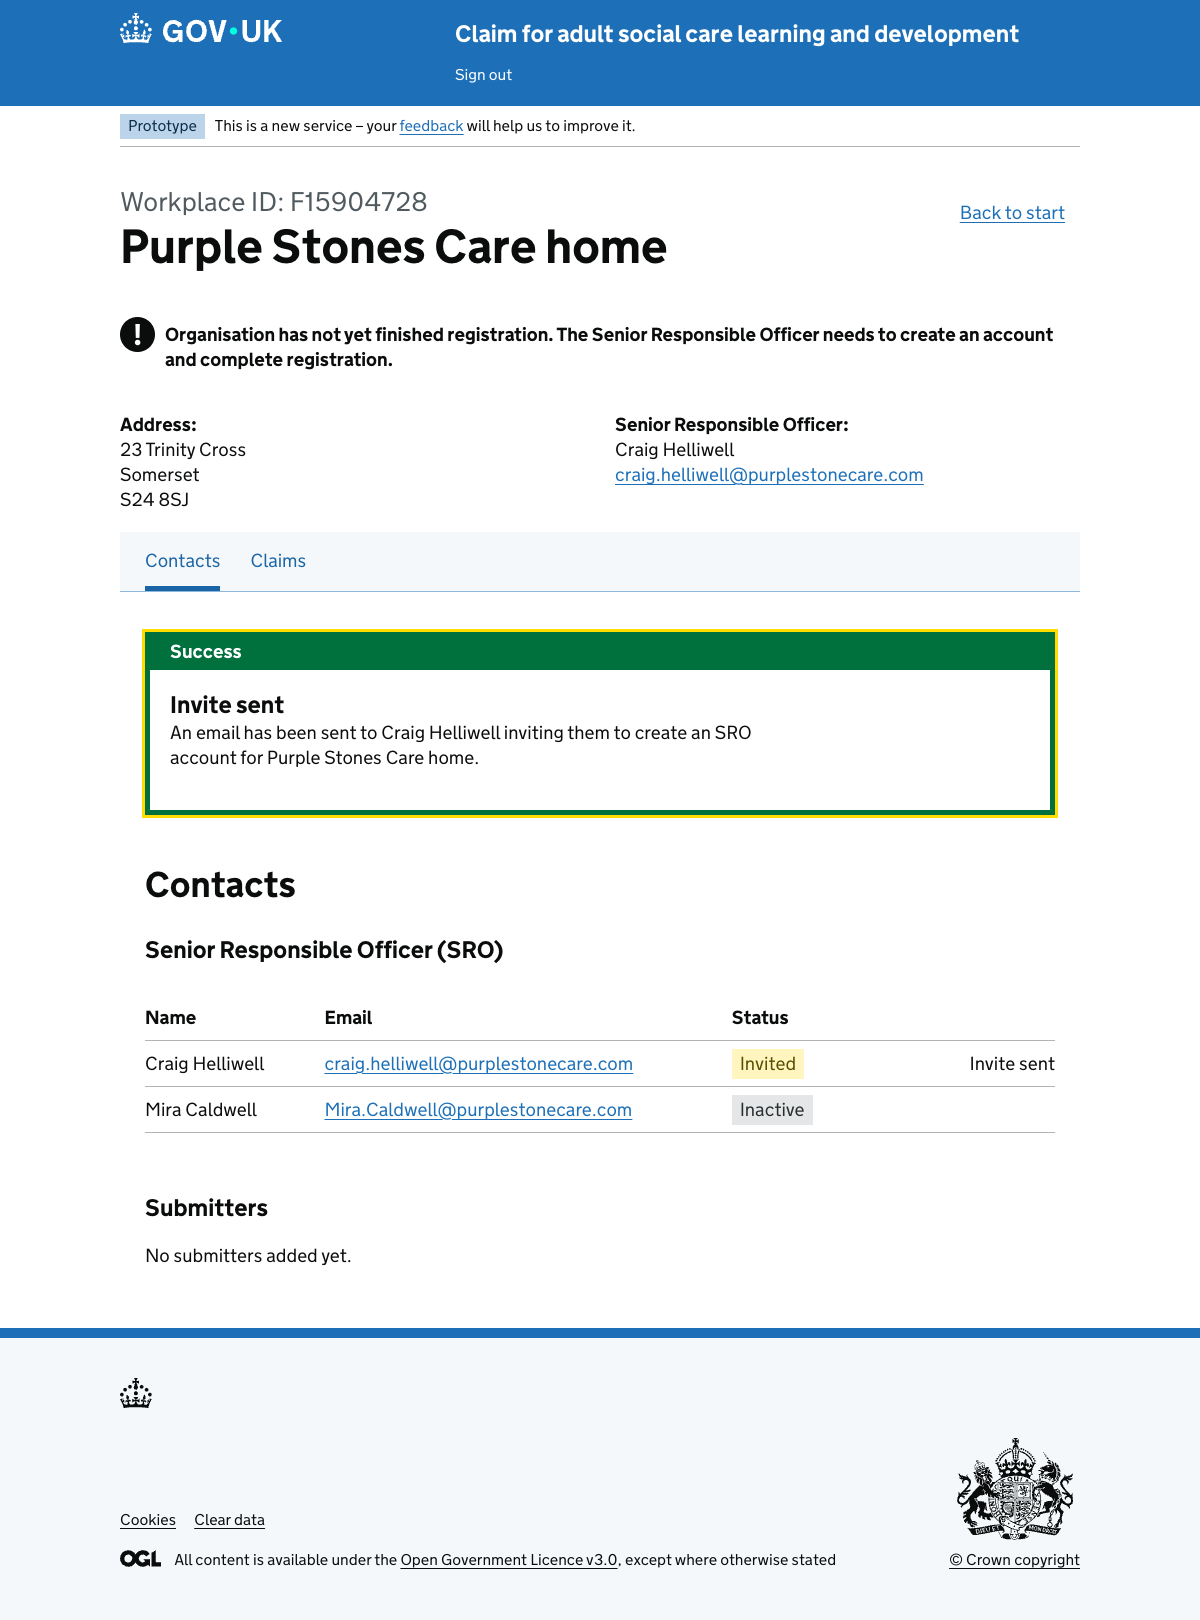 GOV•UK
Claim for adult social care learning and development
Sign out
Prototype This is a new service – your feedback will help us to improve it.
Workplace ID: F15904728
Back to start
Purple Stones Care home
! Organisation has not yet finished registration. The Senior Responsible Officer needs to create an account
and complete registration.
Address:
23 Trinity Cross
Somerset
S24 8SJ
Senior Responsible Officer:
Craig Helliwell
craig.helliwell@purplestonecare.com
Contacts Claims
Success
Invite sent
An email has been sent to Craig Helliwell inviting them to create an SRO
account for Purple Stones Care home.
Contacts
Senior Responsible Officer (SRO)
Name Email Status
Craig Helliwell craig.helliwell@purplestonecare.com Invited Invite sent
Mira Caldwell Mira.Caldwell@purplestonecare.com Inactive
Submitters
No submitters added yet.
Cookies Clear data
OGL All content is available under the Open Government Licence v3.0, except where otherwise stated
© Crown copyright